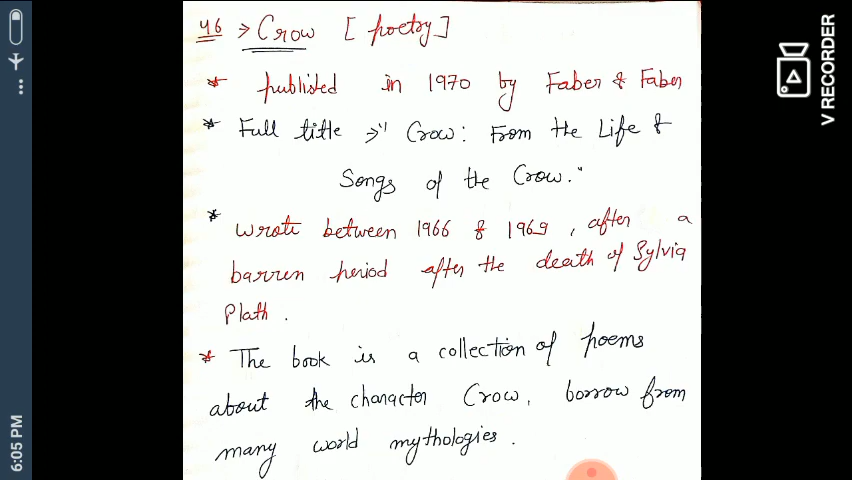 46 → Crow [poetry]
* published in 1970 by Faber & Faber
* Full title → "Crow: From the Life &
Songs of the Crow."
* wrote between 1966 & 1969, after a
barren period after the death of Sylvia
Plath.
* The book is a collection of poems
about the character Crow, borrow from
many world mythologies.
V RECORDER
6:05 PM